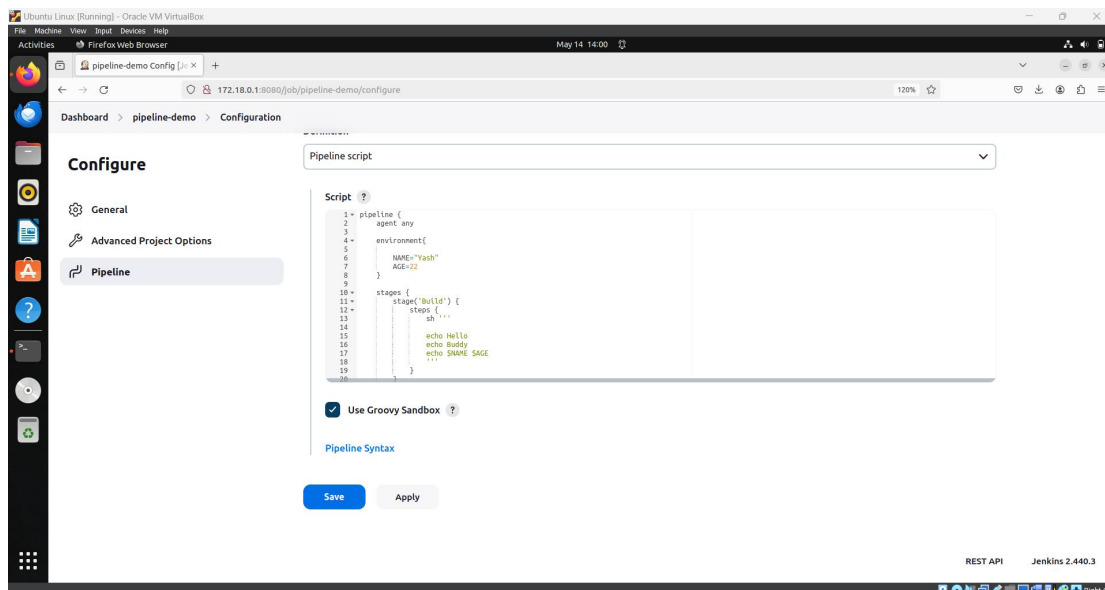 Ubuntu Linux [Running] - Oracle VM VirtualBox
File Machine View Input Devices Help
Activities Firefox Web Browser May 14 14:00
pipeline-demo Config [Je
172.18.0.1:8080/job/pipeline-demo/configure 120%
Dashboard > pipeline-demo > Configuration
Definition
Configure
Pipeline script
Script ?
General
Advanced Project Options
Pipeline
1 pipeline {
2 agent any
3
4 environment{
5
6 NAME="Yash"
7 AGE=22
8 }
9
10 stages {
11 stage('Build') {
12 steps {
13 sh '''
14
15 echo Hello
16 echo Buddy
17 echo $NAME $AGE
18 '''
19 }
20 }
Use Groovy Sandbox ?
Pipeline Syntax
Save Apply
REST API Jenkins 2.440.3
Right